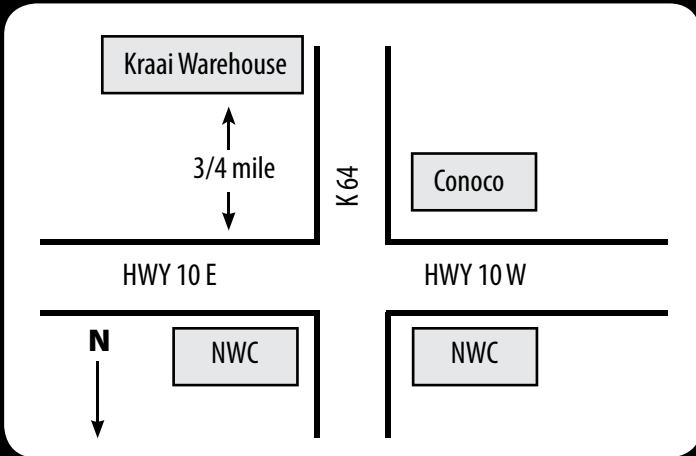 Kraai Warehouse
3/4 mile
K 64
Conoco
HWY 10 E
HWY 10 W
N
NWC
NWC